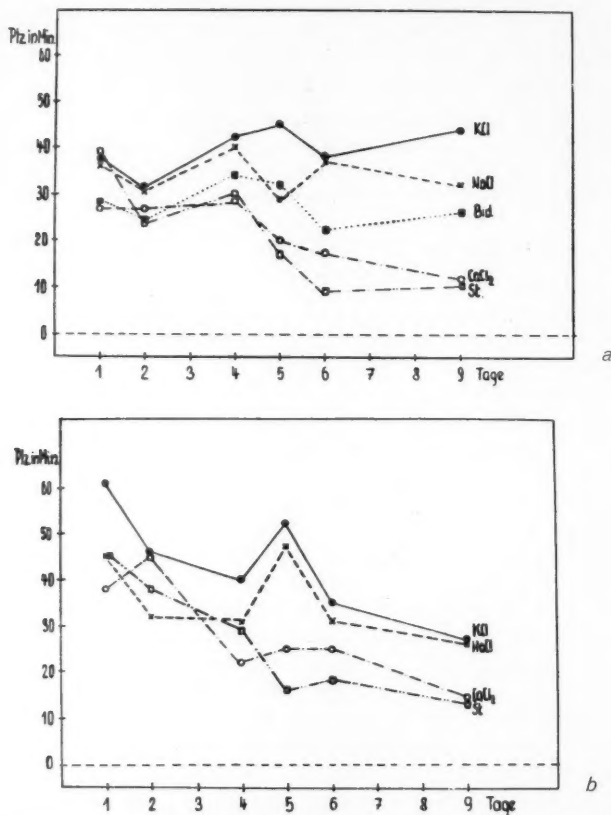 Plz in Min.
60
50
40
30
20
10
0
KCl
NaCl
Bid.
CaCl₂
St.
1 2 3 4 5 6 7 8 9 Tage
a
Plz in Min.
60
50
40
30
20
10
0
KCl
NaCl
CaCl₂
St.
1 2 3 4 5 6 7 8 9 Tage
b